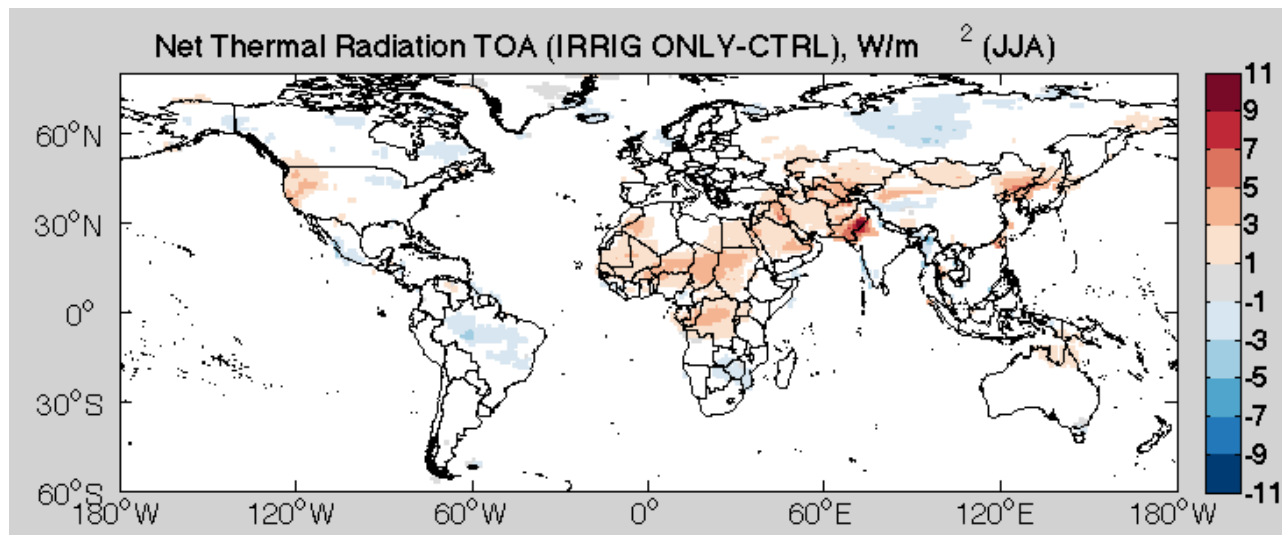 Net Thermal Radiation TOA (IRRIG ONLY-CTRL), W/m 2 (JJA)
11
9
7
5
3
1
-1
-3
-5
-7
-9
-11
60°N
30°N
0°
30°S
60°S
180°W
120°W
60°W
0°
60°E
120°E
180°W